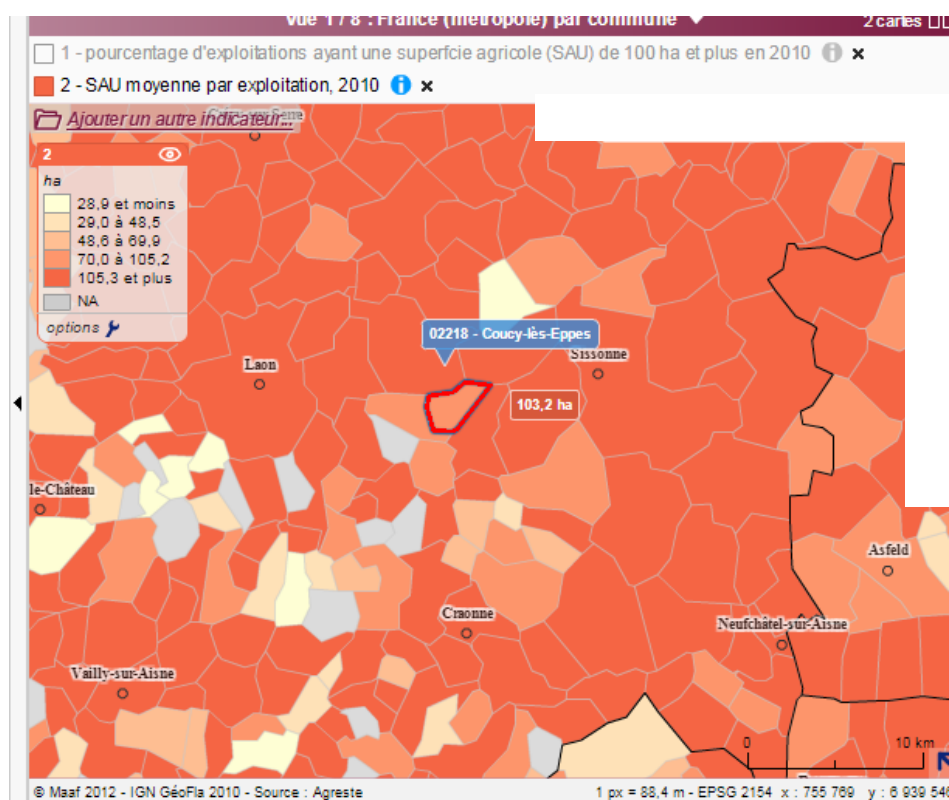 Vue 1 / 8 : France (métropole) par commune
2 cartes
1 - pourcentage d'exploitations ayant une superfcie agricole (SAU) de 100 ha et plus en 2010 i ×
2 - SAU moyenne par exploitation, 2010 i ×
Ajouter un autre indicateur...
2
ha
28,9 et moins
29,0 à 48,5
48,6 à 69,9
70,0 à 105,2
105,3 et plus
NA
options
02218 - Coucy-lès-Eppes
Sissonne
Laon
103,2 ha
le-Château
Asfeld
Craonne
Neufchâtel-sur-Aisne
Vailly-sur-Aisne
0
10 km
© Maaf 2012 - IGN GéoFla 2010 - Source : Agreste
1 px = 88,4 m - EPSG 2154 x : 755 769 y : 6 939 54